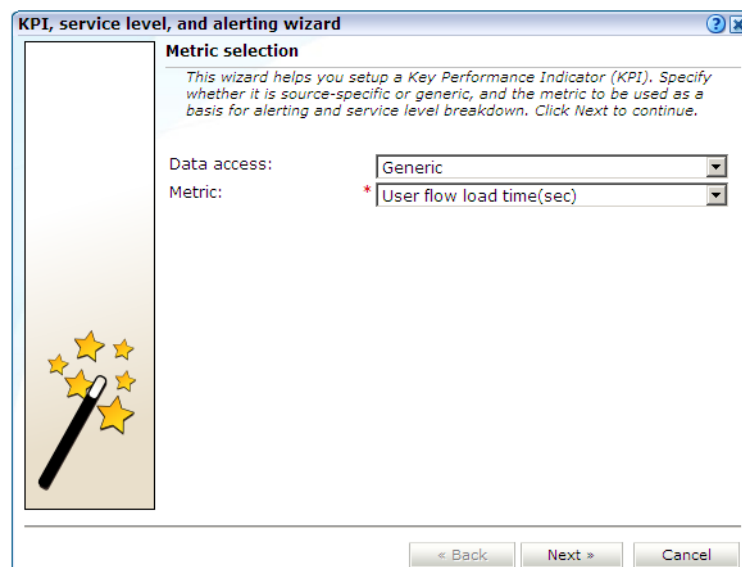 KPI, service level, and alerting wizard
?
Metric selection
This wizard helps you setup a Key Performance Indicator (KPI). Specify
whether it is source-specific or generic, and the metric to be used as a
basis for alerting and service level breakdown. Click Next to continue.
Data access: Generic
Metric: * User flow load time(sec)
« Back Next » Cancel